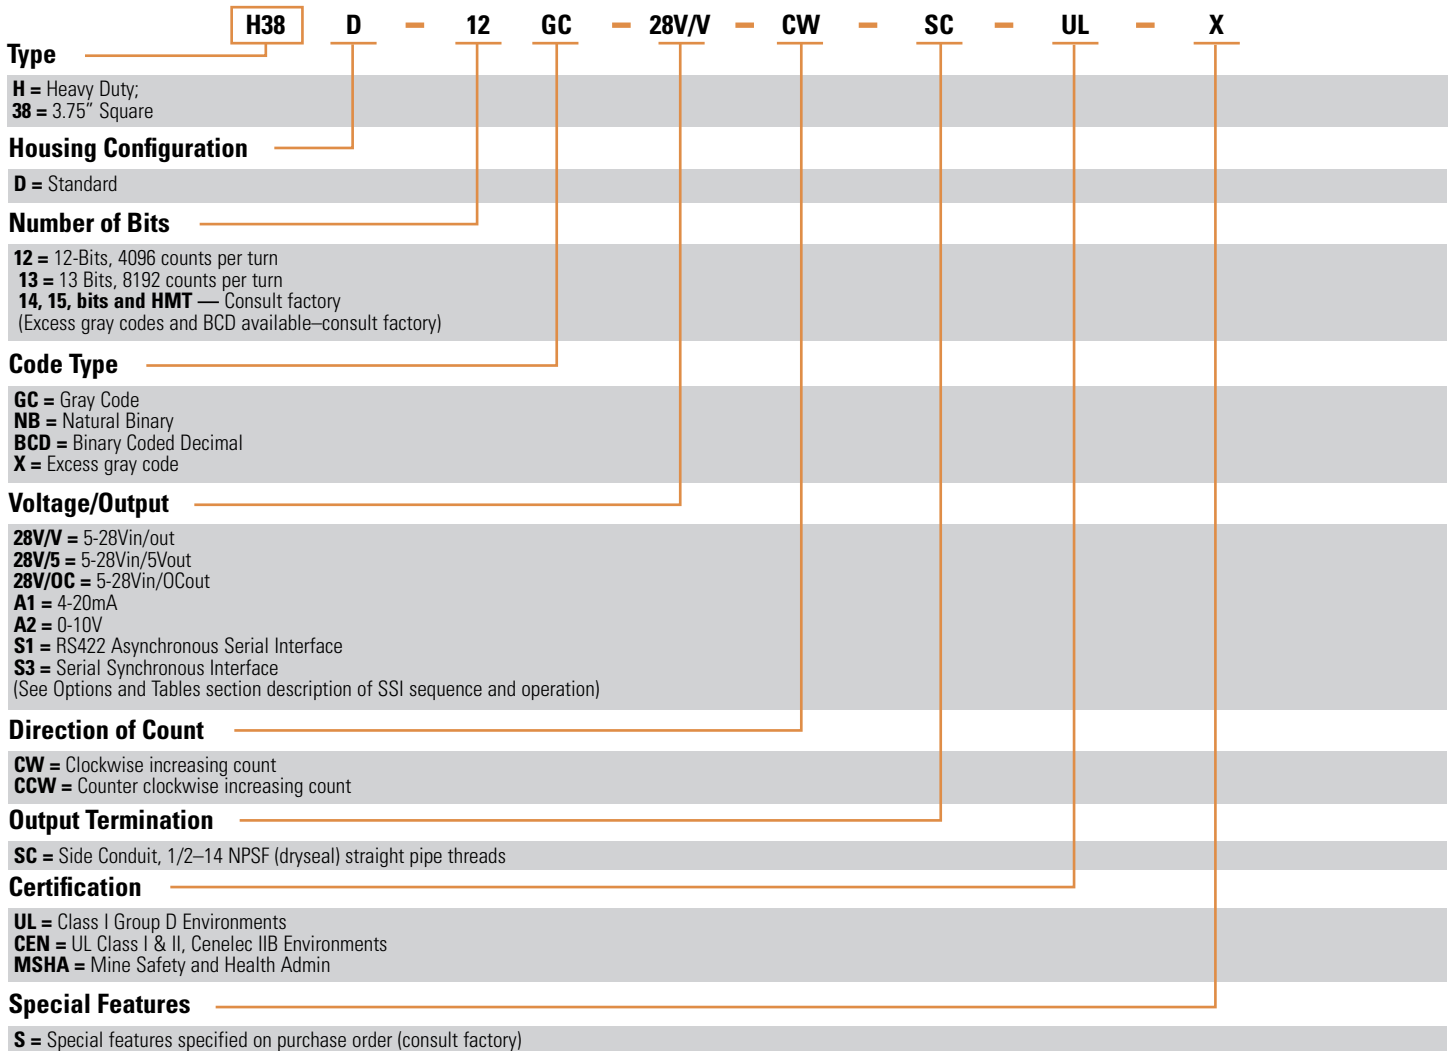 H38 D – 12 GC – 28V/V – CW – SC – UL – X
Type
H = Heavy Duty;
38 = 3.75” Square
Housing Configuration
D = Standard
Number of Bits
12 = 12-Bits, 4096 counts per turn
13 = 13 Bits, 8192 counts per turn
14, 15, bits and HMT — Consult factory
(Excess gray codes and BCD available–consult factory)
Code Type
GC = Gray Code
NB = Natural Binary
BCD = Binary Coded Decimal
X = Excess gray code
Voltage/Output
28V/V = 5-28Vin/out
28V/5 = 5-28Vin/5Vout
28V/OC = 5-28Vin/OCout
A1 = 4-20mA
A2 = 0-10V
S1 = RS422 Asynchronous Serial Interface
S3 = Serial Synchronous Interface
(See Options and Tables section description of SSI sequence and operation)
Direction of Count
CW = Clockwise increasing count
CCW = Counter clockwise increasing count
Output Termination
SC = Side Conduit, 1/2–14 NPSF (dryseal) straight pipe threads
Certification
UL = Class I Group D Environments
CEN = UL Class I & II, Cenelec IIB Environments
MSHA = Mine Safety and Health Admin
Special Features
S = Special features specified on purchase order (consult factory)